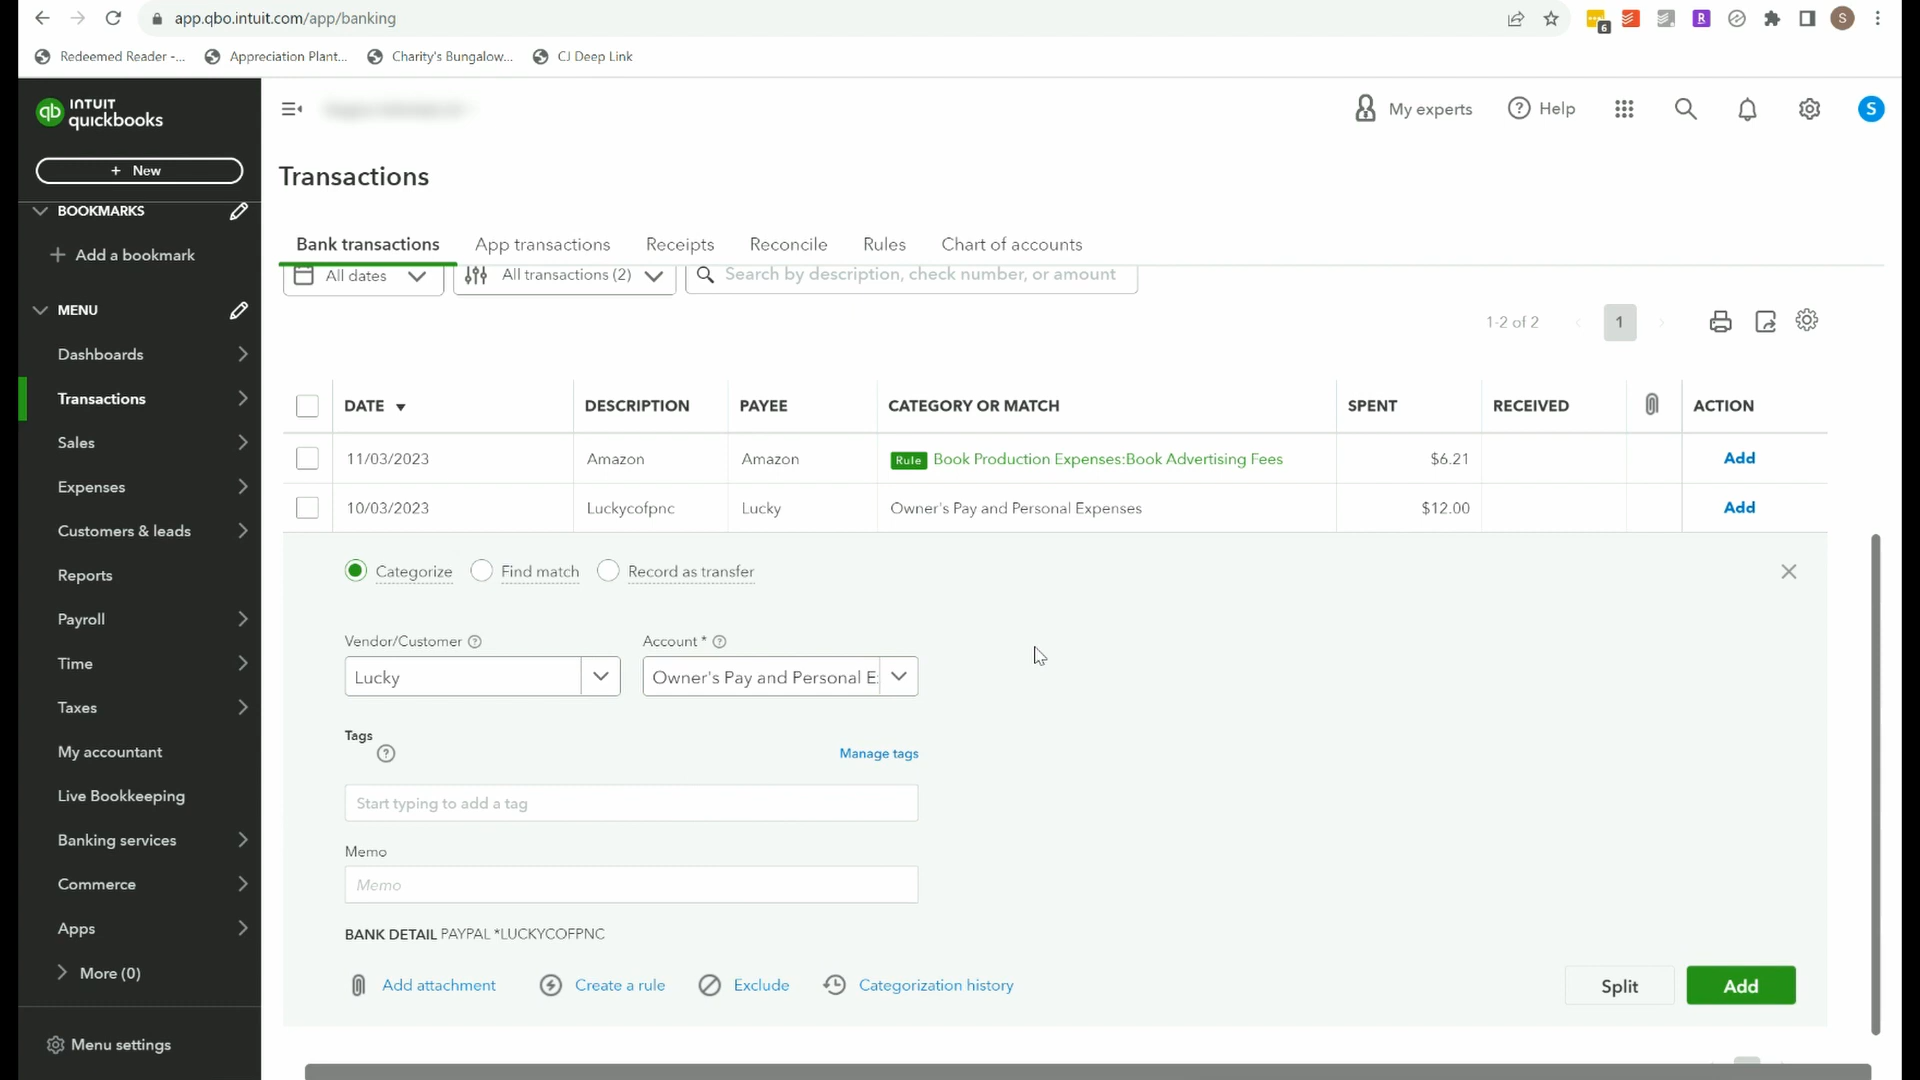 app.qbo.intuit.com/app/banking
6
S
Redeemed Reader -...
Appreciation Plant...
Charity's Bungalow...
CJ Deep Link
qb INTUIT quickbooks
My experts
Help
S
+ New
Transactions
BOOKMARKS
+ Add a bookmark
Bank transactions
App transactions
Receipts
Reconcile
Rules
Chart of accounts
All dates
All transactions (2)
Search by description, check number, or amount
MENU
1-2 of 2
1
Dashboards
Transactions
Sales
Expenses
Customers & leads
Reports
Payroll
Time
Taxes
My accountant
Live Bookkeeping
Banking services
Commerce
Apps
More (0)
Menu settings
DATE DESCRIPTION PAYEE CATEGORY OR MATCH SPENT RECEIVED ACTION
11/03/2023 Amazon Amazon Rule Book Production Expenses:Book Advertising Fees $6.21 Add
10/03/2023 Luckycofpnc Lucky Owner's Pay and Personal Expenses $12.00 Add
Categorize Find match Record as transfer
Vendor/Customer ? Account * ?
Lucky Owner's Pay and Personal E
Tags
? Manage tags
Start typing to add a tag
Memo
Memo
BANK DETAIL PAYPAL *LUCKYCOFPNC
Add attachment Create a rule Exclude Categorization history Split Add